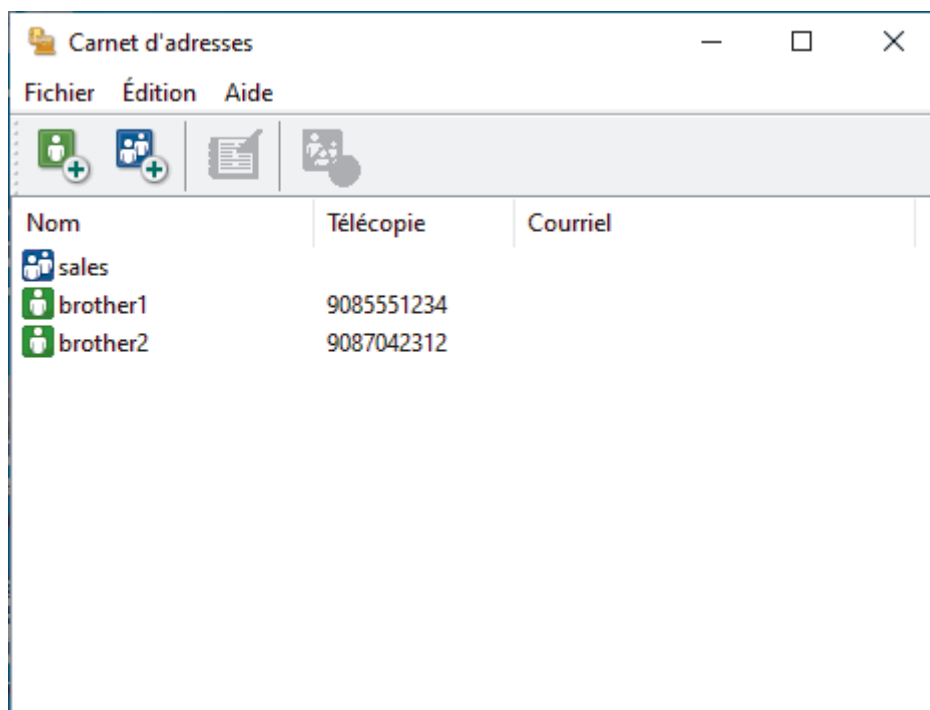 Carnet d'adresses
Fichier Édition Aide
Nom Télécopie Courriel
sales
brother1 9085551234
brother2 9087042312